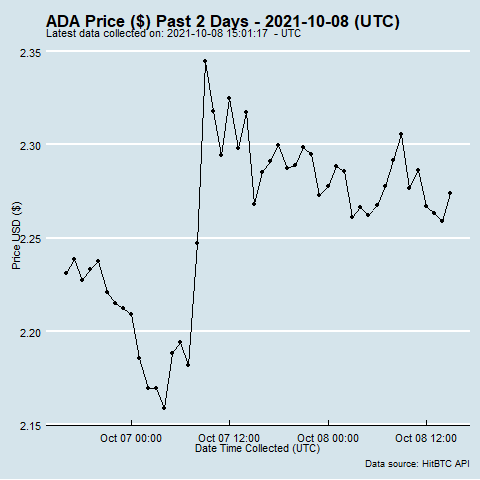 ADA Price ($) Past 2 Days - 2021-10-08 (UTC)
Latest data collected on: 2021-10-08 15:01:17 - UTC
2.35
2.30
2.25
2.20
2.15
Price USD ($)
Oct 07 00:00 Oct 07 12:00 Oct 08 00:00 Oct 08 12:00
Date Time Collected (UTC)
Data source: HitBTC API